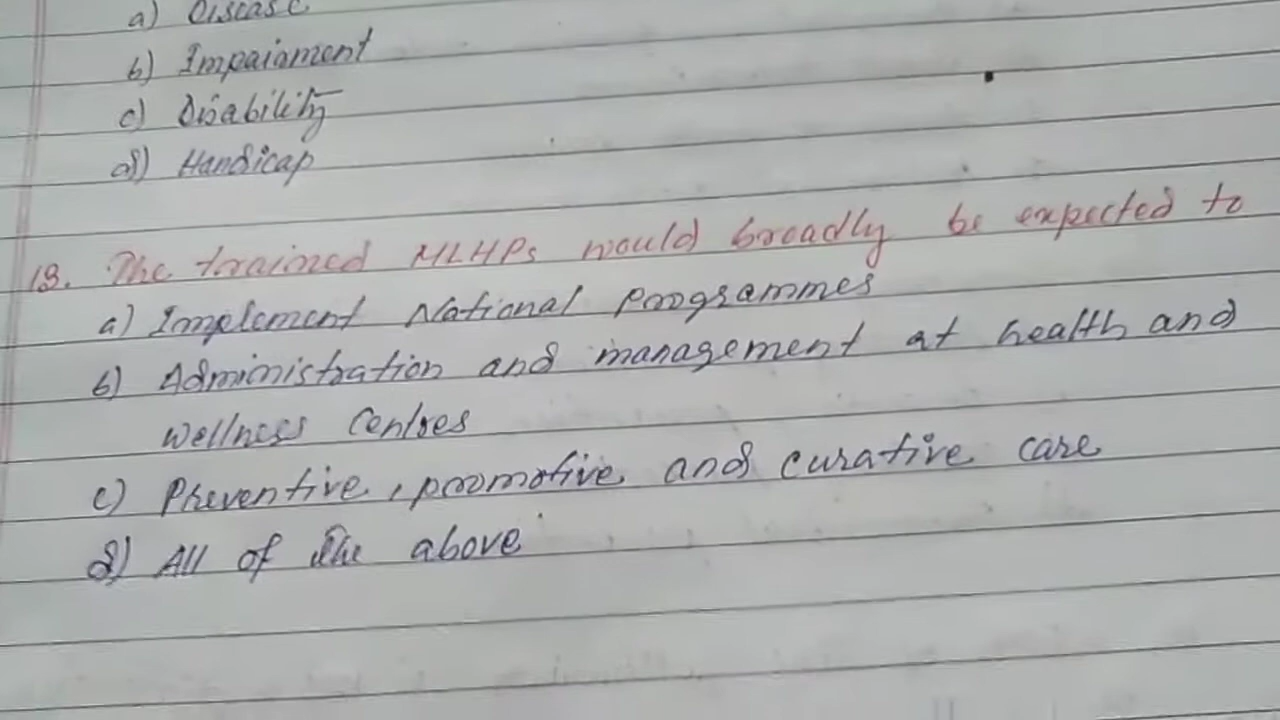 a) Disease
b) Impairment
c) Disability
d) Handicap
18. The trained MLHPs would broadly be expected to
a) Implement National Programmes
b) Administration and management at health and
wellness Centres
c) Preventive, promotive and curative care
d) All of the above